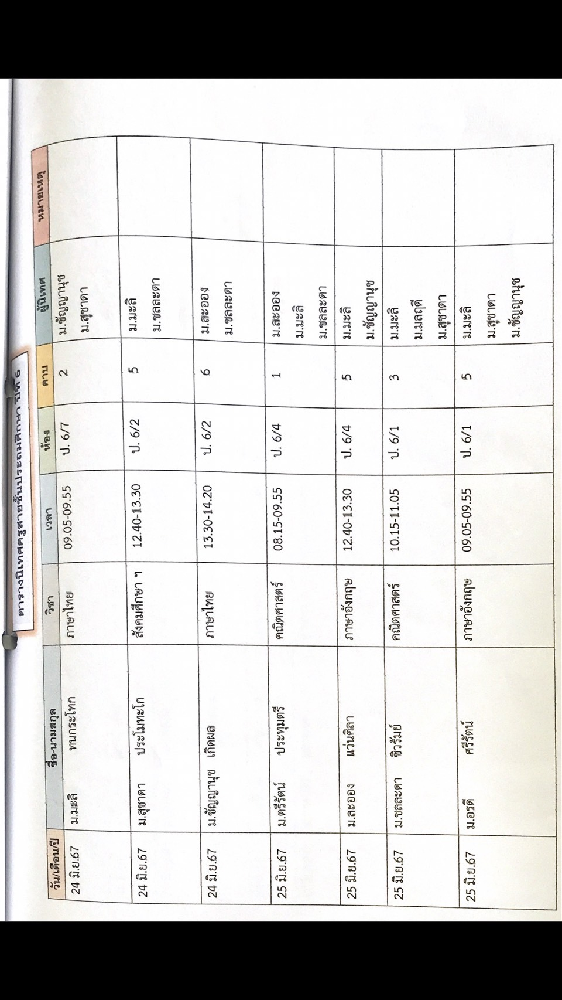 ตารางนิเทศครูสายชั้นประถมศึกษา ปีที่ ๖
วัน/เดือน/ปี ชื่อ-นามสกุล วิชา เวลา ห้อง คาบ ผู้นิเทศ หมายเหตุ
24 มิ.ย.67 ม.มะลิ ทนกระโทก ภาษาไทย 09.05-09.55 ป. 6/7 2 ม.ชัญญานุช
ม.สุชาดา
24 มิ.ย.67 ม.สุชาดา ประโมทะโก สังคมศึกษา ฯ 12.40-13.30 ป. 6/2 5 ม.มะลิ
ม.ชลละดา
24 มิ.ย.67 ม.ชัญญานุช เกิดผล ภาษาไทย 13.30-14.20 ป. 6/2 6 ม.ละออง
ม.ชลละดา
25 มิ.ย.67 ม.ตรีรัตน์ ประทุมตรี คณิตศาสตร์ 08.15-09.55 ป. 6/4 1 ม.ละออง
ม.มะลิ
ม.ชลละดา
25 มิ.ย.67 ม.ละออง แว่นศิลา ภาษาอังกฤษ 12.40-13.30 ป. 6/4 5 ม.มะลิ
ม.ชัญญานุช
25 มิ.ย.67 ม.ชลละดา ชิวรัมย์ คณิตศาสตร์ 10.15-11.05 ป. 6/1 3 ม.มะลิ
ม.มลฤดี
ม.สุชาดา
25 มิ.ย.67 ม.อรดี ศรีรัตน์ ภาษาอังกฤษ 09.05-09.55 ป. 6/1 5 ม.มะลิ
ม.สุชาดา
ม.ชัญญานุช